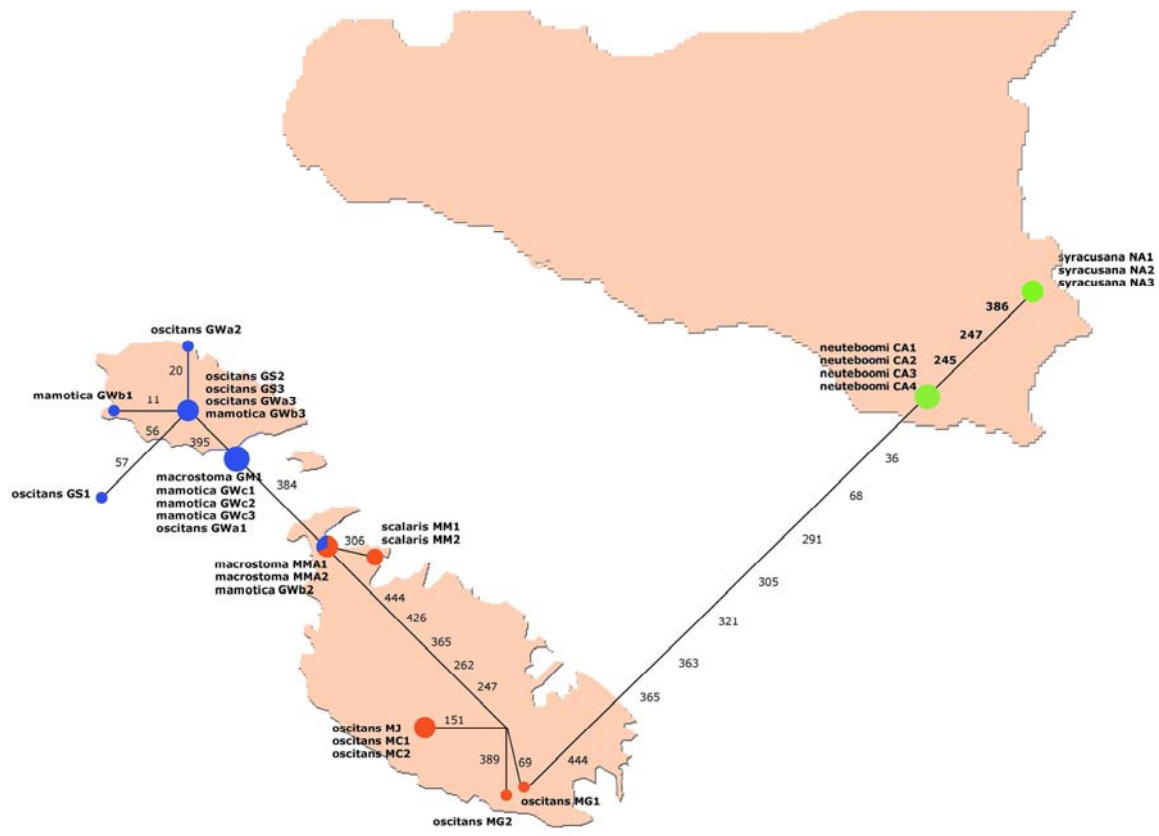 syracusana NA1
syracusana NA2
syracusana NA3
386
247
245
neuteboomi CA1
neuteboomi CA2
neuteboomi CA3
neuteboomi CA4
oscitans GWa2
20
oscitans GS2
oscitans GS3
oscitans GWa3
mamotica GWb3
mamotica GWb1
11
56
57
395
oscitans GS1
macrostoma GM1
mamotica GWc1
mamotica GWc2
mamotica GWc3
oscitans GWa1
384
scalaris MM1
scalaris MM2
306
macrostoma MMA1
macrostoma MMA2
mamotica GWb2
444
426
365
262
247
36
68
291
305
321
363
365
444
151
oscitans MJ
oscitans MC1
oscitans MC2
389
69
oscitans MG1
oscitans MG2